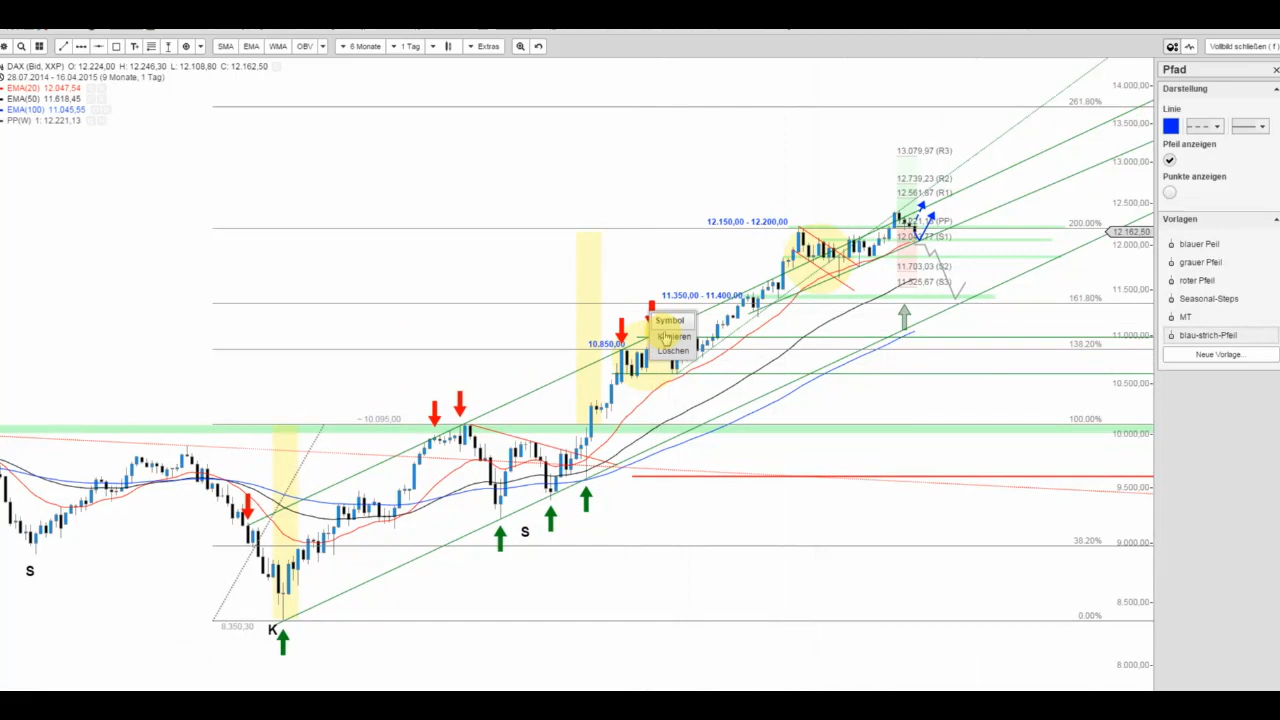 SMA EMA WMA OBV 6 Monate 1 Tag Extras Vollbild schließen ( f )
DAX (Bid, XXP) O: 12.224,00 H: 12.246,30 L: 12.108,80 C: 12.162,50
28.07.2014 - 16.04.2015 (9 Monate, 1 Tag)
EMA(20) 12.047,54
EMA(50) 11.618,45
EMA(100) 11.045,55
PP(W) 1: 12.221,13
Pfad
Darstellung
Linie
Pfeil anzeigen
Punkte anzeigen
Vorlagen
blauer Peil
grauer Pfeil
roter Pfeil
Seasonal-Steps
MT
blau-strich-Pfeil
Neue Vorlage...
14.000,00
13.500,00
13.000,00
12.500,00
12.162,50
12.000,00
11.500,00
11.000,00
10.500,00
10.000,00
9.500,00
9.000,00
8.500,00
8.000,00
261.80%
200.00%
161.80%
138.20%
100.00%
38.20%
0.00%
13.079,97 (R3)
12.739,23 (R2)
12.561,97 (R1)
(PP)
(S1)
11.703,03 (S2)
(S3)
12.150,00 - 12.200,00
11.350,00 - 11.400,00
10.850,00
Symbol
Löschen
~ 10.095,00
8.350,30
S
K
S